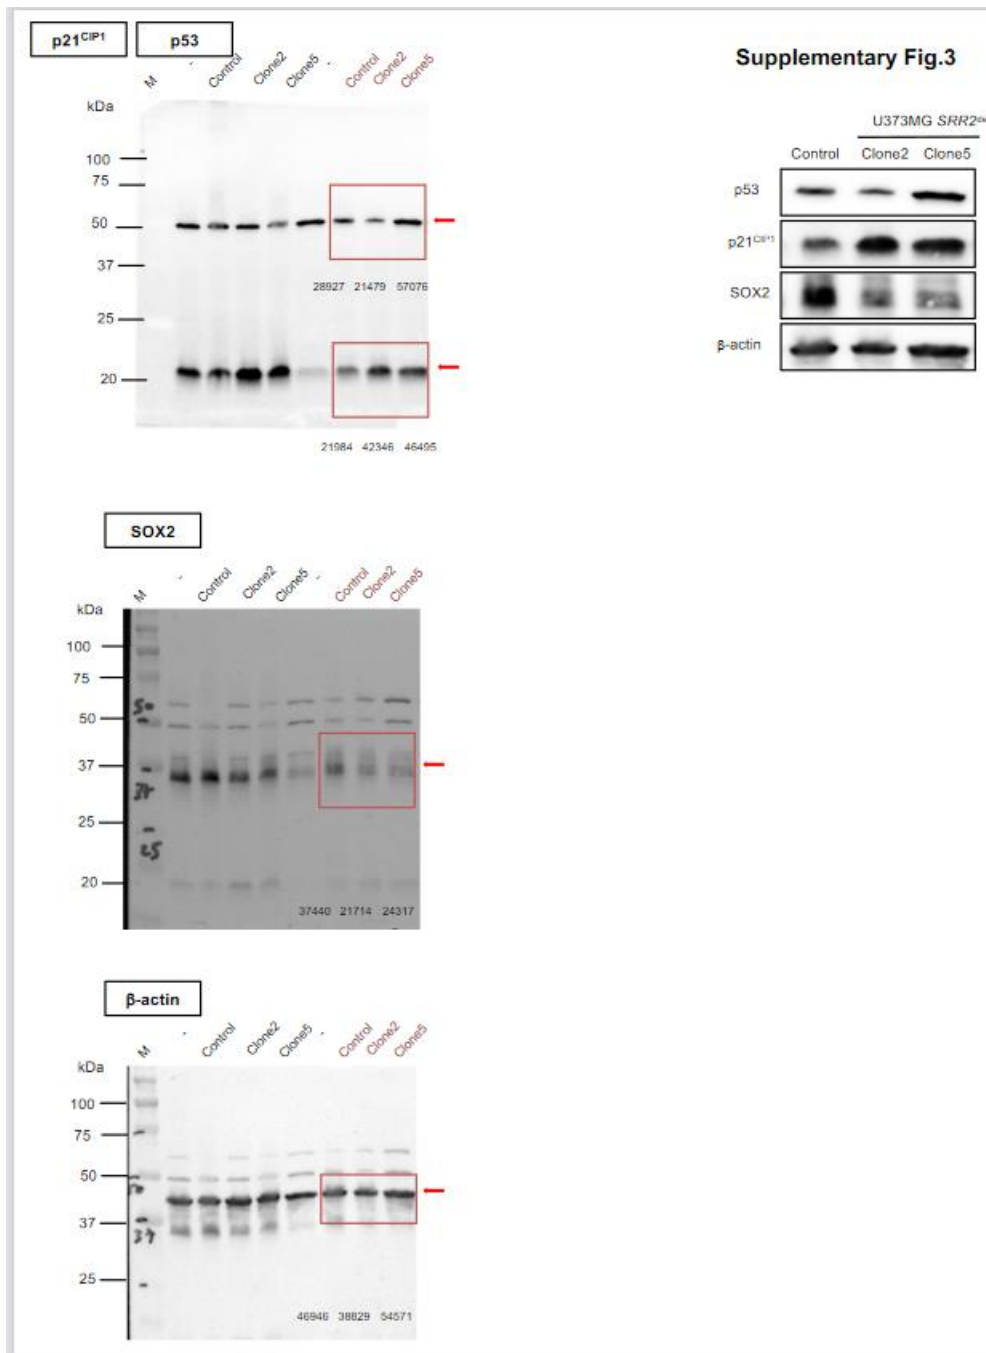 p21CIP1 p53
M - Control Clone2 Clone5 - Control Clone2 Clone5
kDa
100
75
50
37
28927 21479 57076
25
20
21984 42346 46495
Supplementary Fig.3
U373MG SRR2
Control Clone2 Clone5
p53
p21CIP1
SOX2
β-actin
SOX2
M - Control Clone2 Clone5 - Control Clone2 Clone5
kDa
100
75
50
50
37
37
25
25
20
37440 21714 24317
β-actin
M - Control Clone2 Clone5 - Control Clone2 Clone5
kDa
100
75
50
50
37
37
25
46946 38829 54571